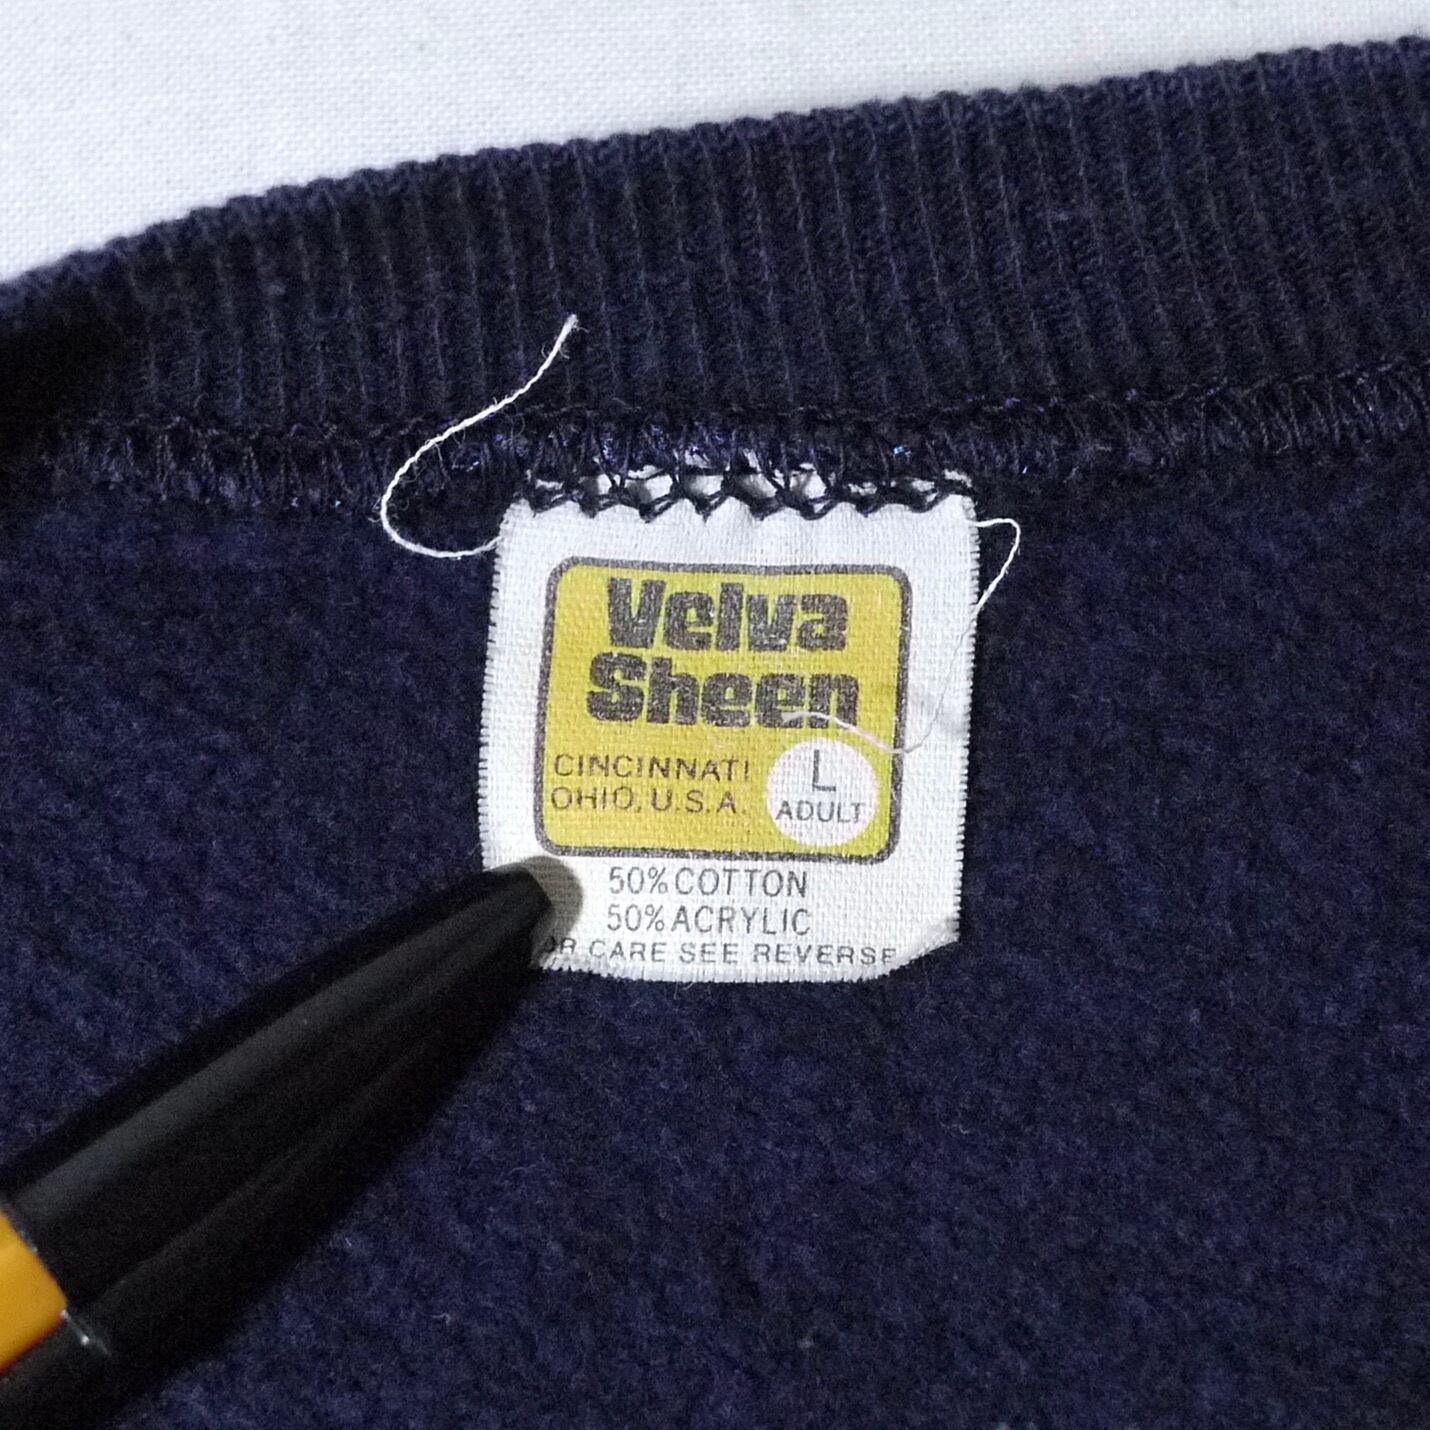 Velva
Sheen
CINCINNATI
OHIO, U.S.A.
L
ADULT
50% COTTON
50% ACRYLIC
CARE SEE REVERSE